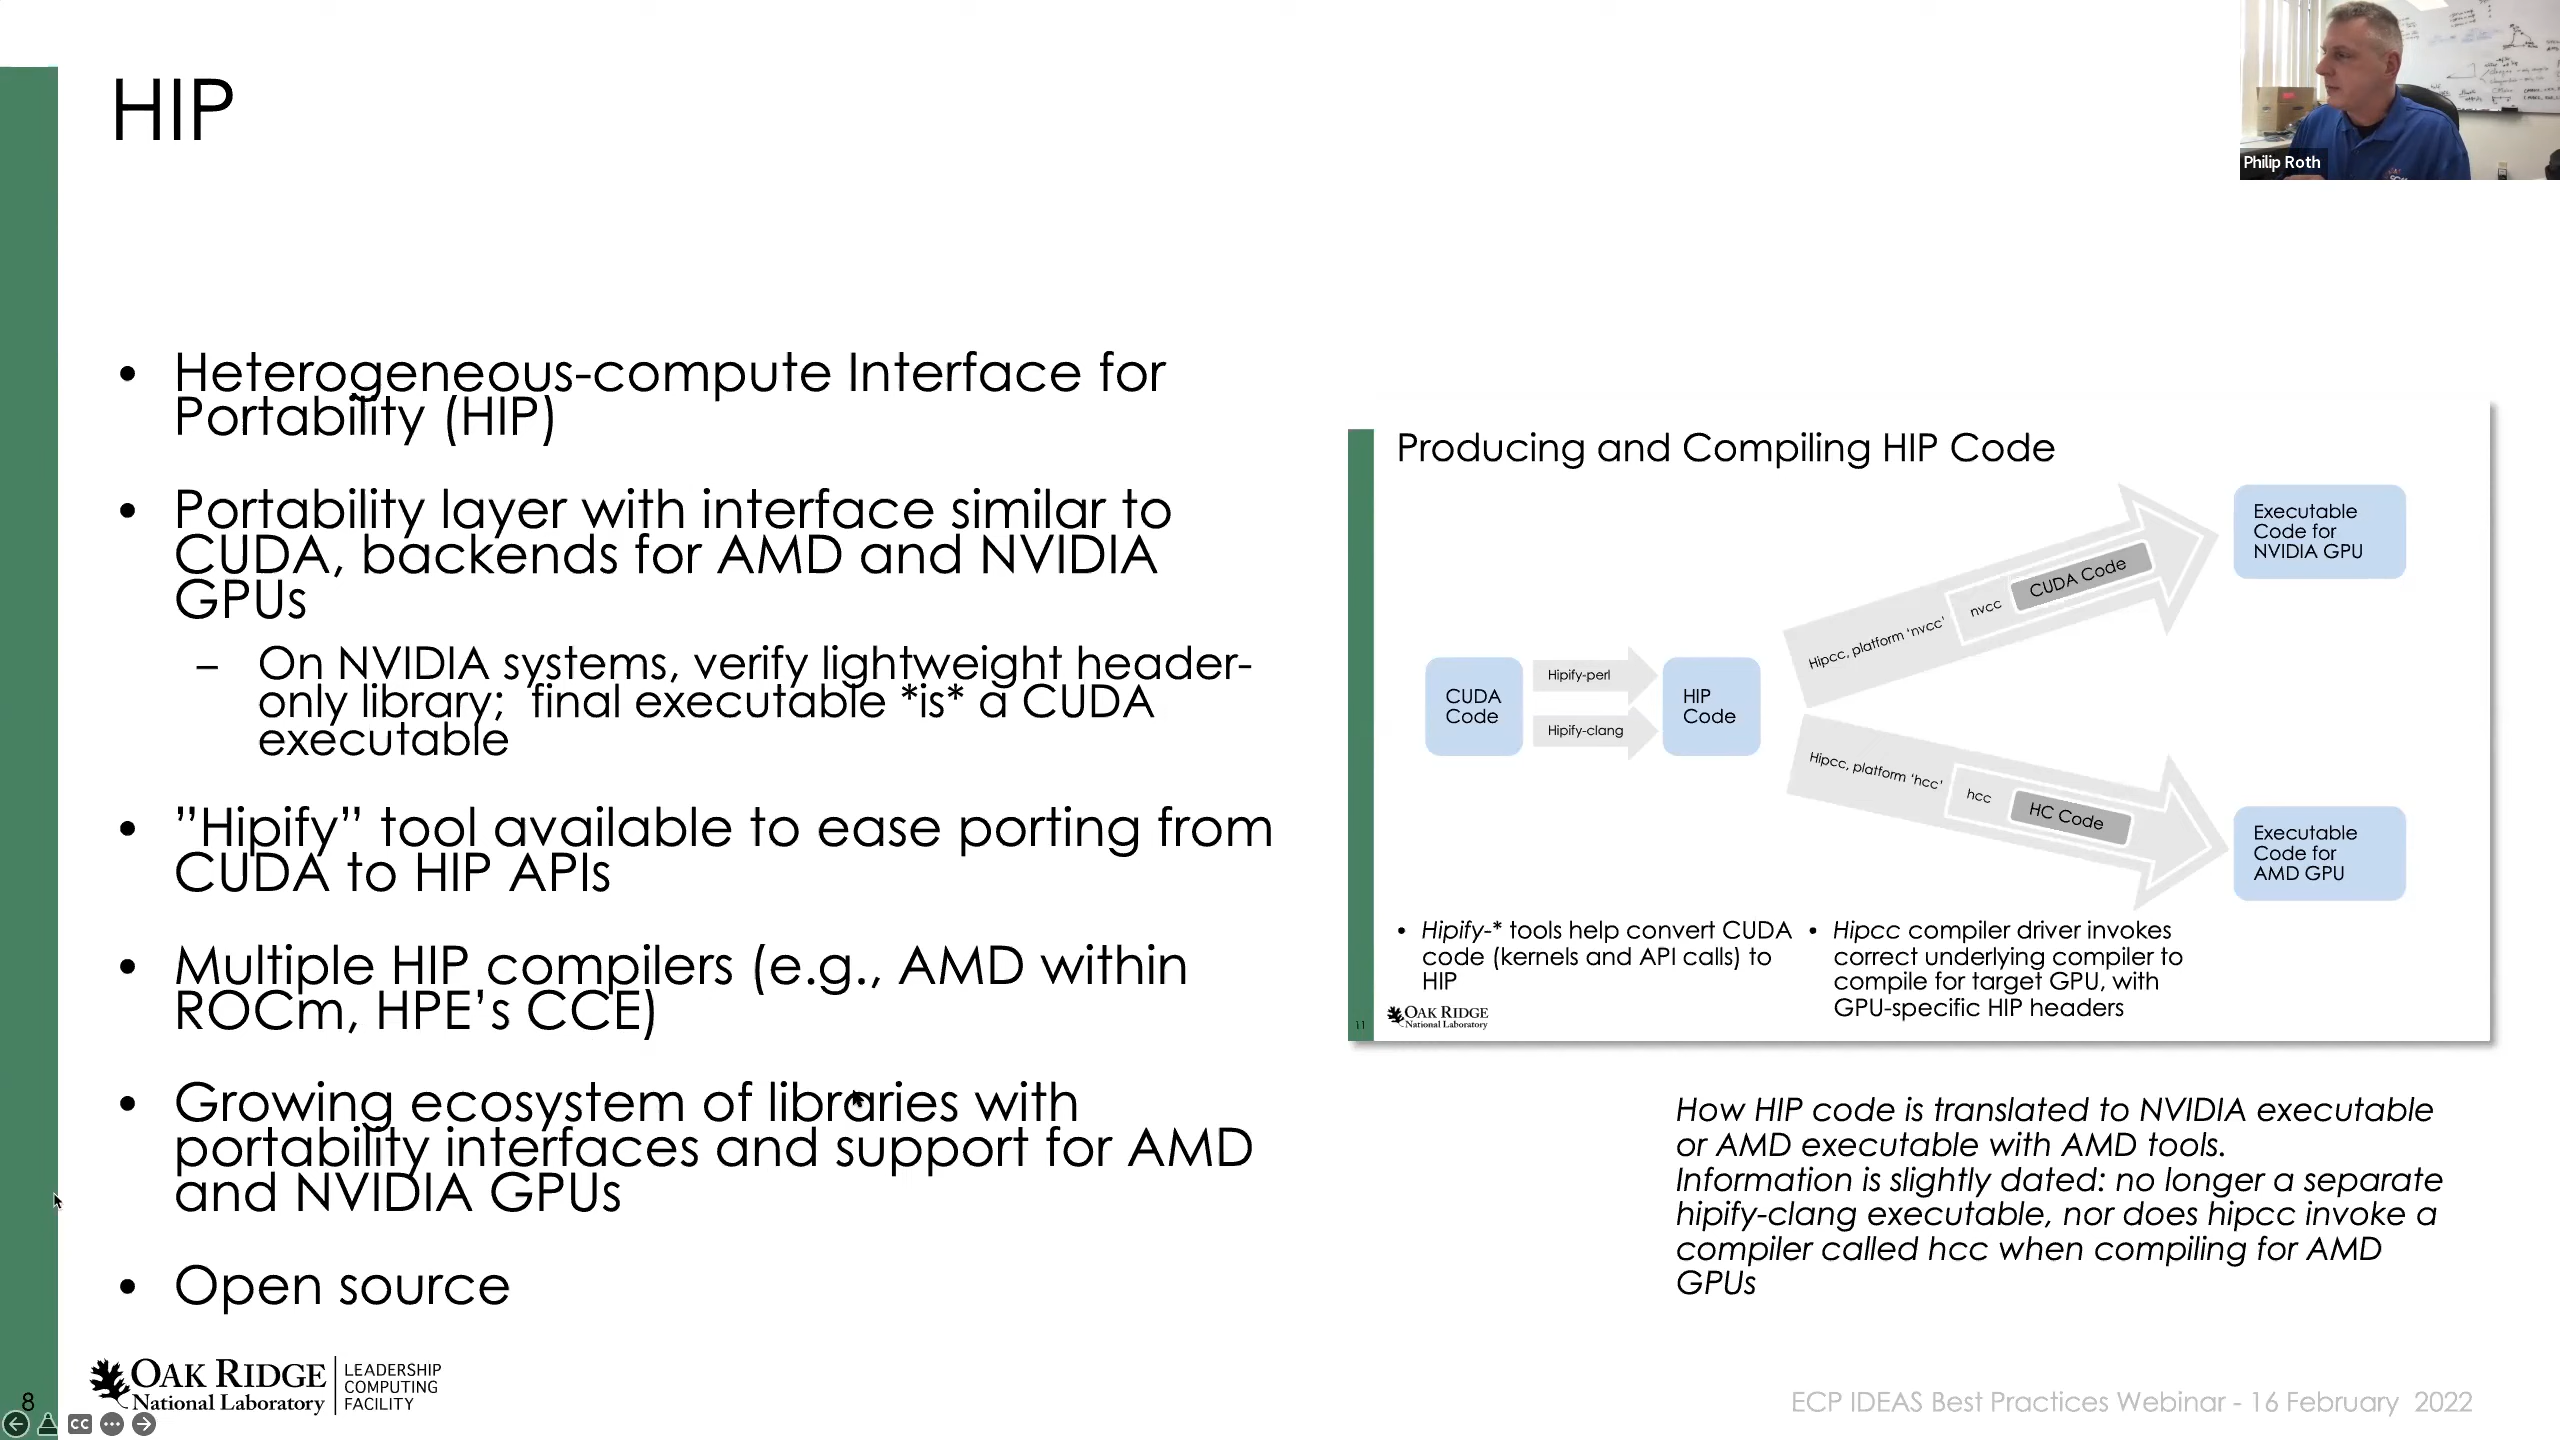 HIP
Philip Roth
• Heterogeneous-compute Interface for
Portability (HIP)
• Portability layer with interface similar to
CUDA, backends for AMD and NVIDIA
GPUs
– On NVIDIA systems, verify lightweight header-
only library;  final executable *is* a CUDA
executable
• ”Hipify” tool available to ease porting from
CUDA to HIP APIs
• Multiple HIP compilers (e.g., AMD within
ROCm, HPE’s CCE)
• Growing ecosystem of libraries with
portability interfaces and support for AMD
and NVIDIA GPUs
• Open source
Producing and Compiling HIP Code
CUDA
Code
Hipify-perl
Hipify-clang
HIP
Code
Hipcc, platform ‘nvcc’
nvcc
CUDA Code
Executable
Code for
NVIDIA GPU
Hipcc, platform ‘hcc’
hcc
HC Code
Executable
Code for
AMD GPU
• Hipify-* tools help convert CUDA
code (kernels and API calls) to
HIP
• Hipcc compiler driver invokes
correct underlying compiler to
compile for target GPU, with
GPU-specific HIP headers
11
OAK RIDGE
National Laboratory
How HIP code is translated to NVIDIA executable
or AMD executable with AMD tools.
Information is slightly dated: no longer a separate
hipify-clang executable, nor does hipcc invoke a
compiler called hcc when compiling for AMD
GPUs
8
OAK RIDGE
National Laboratory
LEADERSHIP
COMPUTING
FACILITY
CC
ECP IDEAS Best Practices Webinar - 16 February  2022